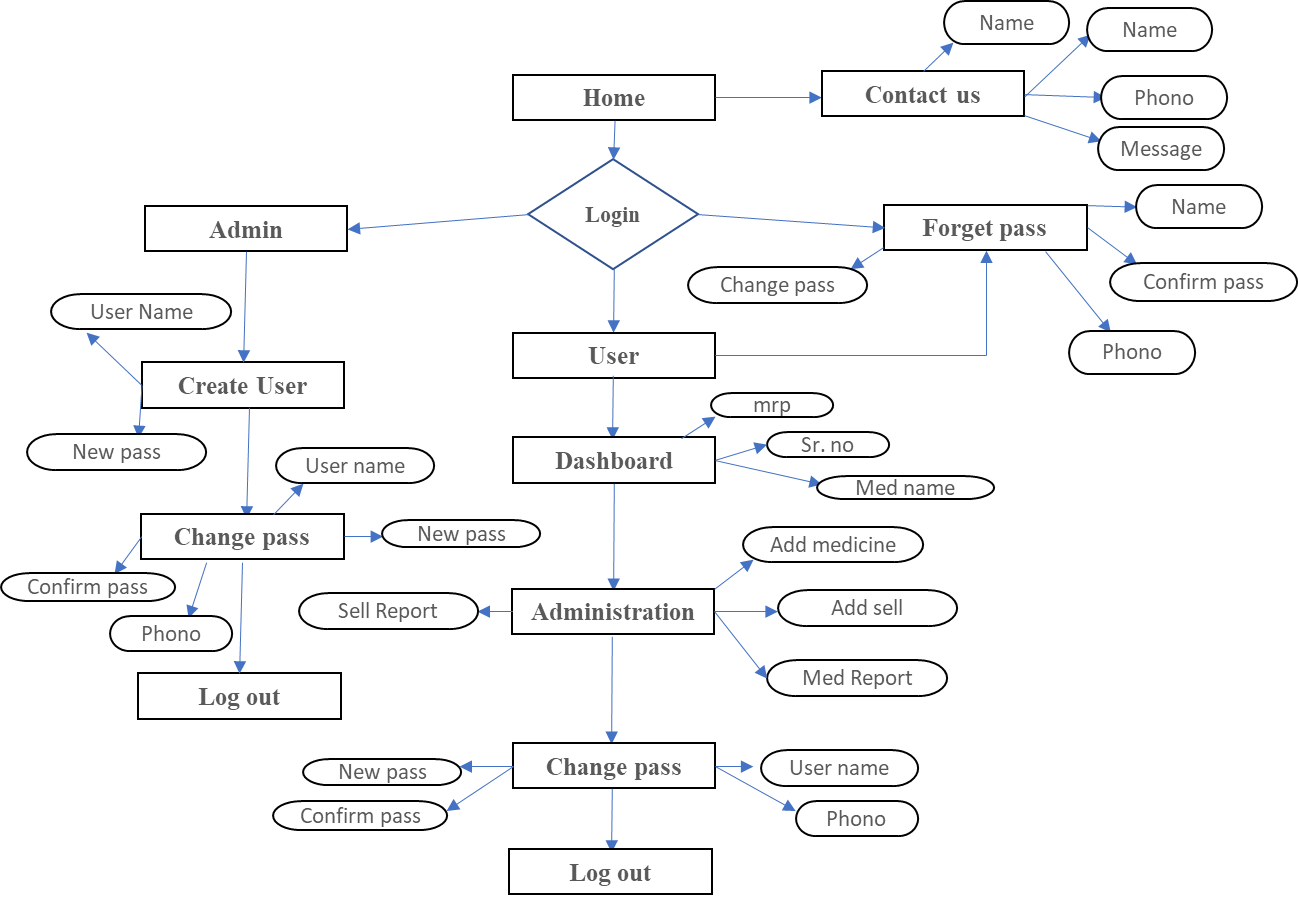 Name
Name
Home
Contact us
Phono
Message
Login
Admin
Forget pass
Name
Change pass
Confirm pass
User Name
User
Phono
Create User
mrp
New pass
User name
Dashboard
Sr. no
Med name
Change pass
New pass
Add medicine
Confirm pass
Sell Report
Administration
Add sell
Phono
Med Report
Log out
New pass
Change pass
User name
Confirm pass
Phono
Log out